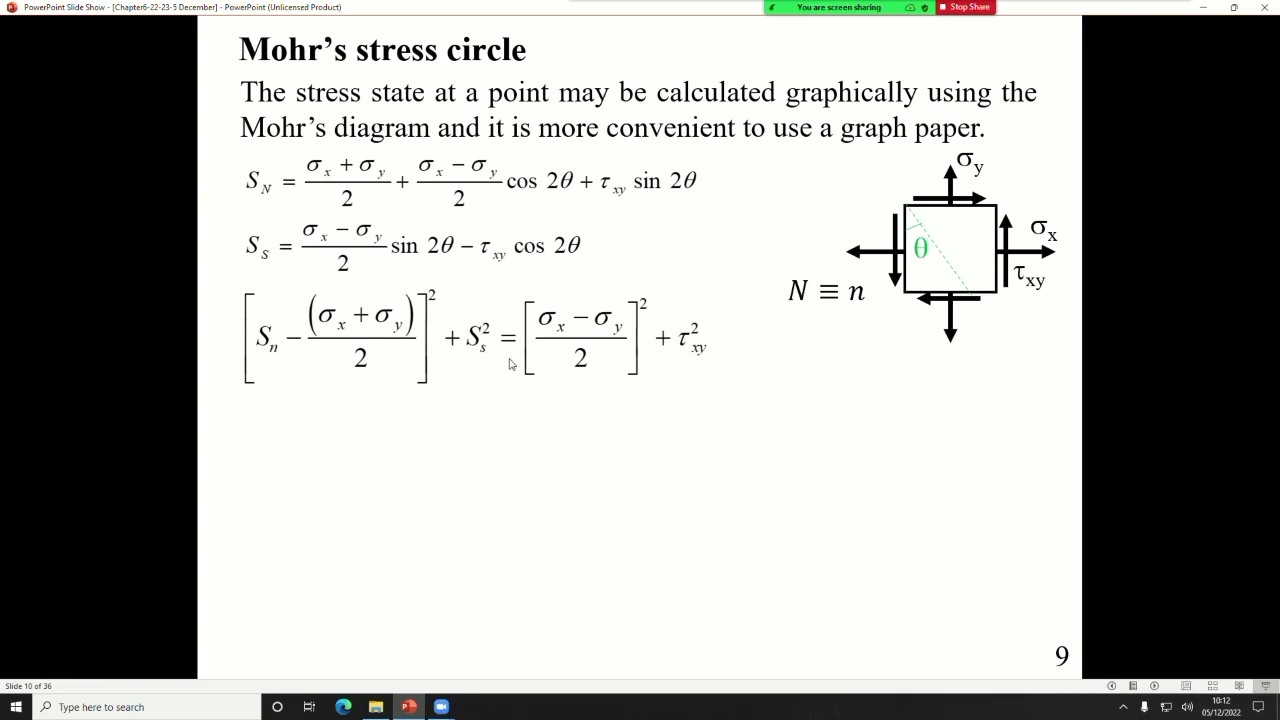 PowerPoint Slide Show - [Chapter6-22-23-5 December] - PowerPoint (Unlicensed Product)
You are screen sharing
Stop Share
Mohr's stress circle
The stress state at a point may be calculated graphically using the
Mohr's diagram and it is more convenient to use a graph paper.
S_N = (σ_x + σ_y)/2 + (σ_x − σ_y)/2 cos 2θ + τ_xy sin 2θ
S_S = (σ_x − σ_y)/2 sin 2θ − τ_xy cos 2θ
[S_n − (σ_x + σ_y)/2]² + S_s² = [(σ_x − σ_y)/2]² + τ_xy²
σ_y
σ_x
θ
τ_xy
N ≡ n
9
Slide 10 of 36
Type here to search
10:12
05/12/2022